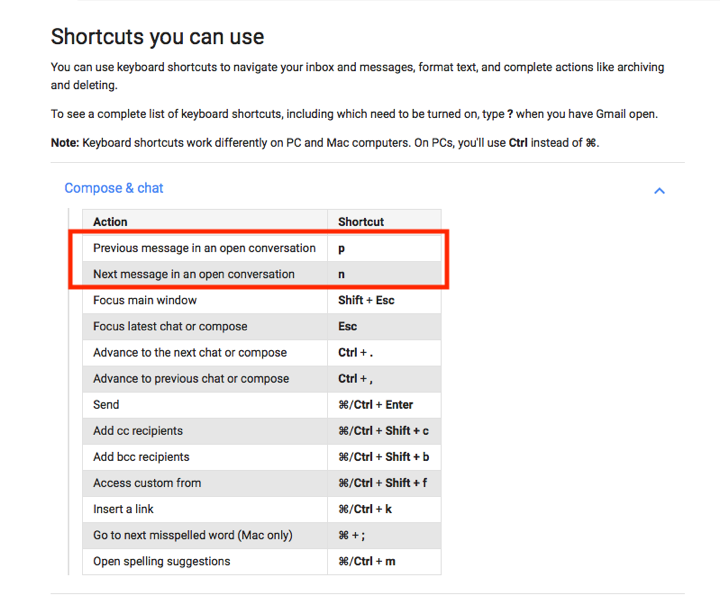 Shortcuts you can use
You can use keyboard shortcuts to navigate your inbox and messages, format text, and complete actions like archiving
and deleting.
To see a complete list of keyboard shortcuts, including which need to be turned on, type ? when you have Gmail open.
Note: Keyboard shortcuts work differently on PC and Mac computers. On PCs, you'll use Ctrl instead of ⌘.
Compose & chat
Action Shortcut
Previous message in an open conversation p
Next message in an open conversation n
Focus main window Shift + Esc
Focus latest chat or compose Esc
Advance to the next chat or compose Ctrl + .
Advance to previous chat or compose Ctrl + ,
Send ⌘/Ctrl + Enter
Add cc recipients ⌘/Ctrl + Shift + c
Add bcc recipients ⌘/Ctrl + Shift + b
Access custom from ⌘/Ctrl + Shift + f
Insert a link ⌘/Ctrl + k
Go to next misspelled word (Mac only) ⌘ + ;
Open spelling suggestions ⌘/Ctrl + m